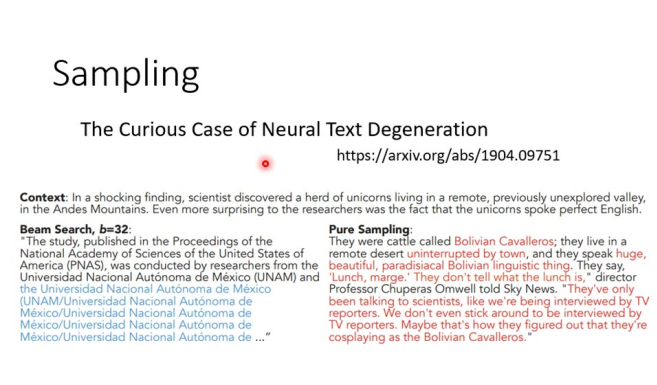 Sampling
The Curious Case of Neural Text Degeneration
https://arxiv.org/abs/1904.09751
Context: In a shocking finding, scientist discovered a herd of unicorns living in a remote, previously unexplored valley,
in the Andes Mountains. Even more surprising to the researchers was the fact that the unicorns spoke perfect English.
Beam Search, b=32:
"The study, published in the Proceedings of the
National Academy of Sciences of the United States of
America (PNAS), was conducted by researchers from the
Universidad Nacional Autónoma de México (UNAM) and
the Universidad Nacional Autónoma de México
(UNAM/Universidad Nacional Autónoma de
México/Universidad Nacional Autónoma de
México/Universidad Nacional Autónoma de
México/Universidad Nacional Autónoma de ..."
Pure Sampling:
They were cattle called Bolivian Cavalleros; they live in a
remote desert uninterrupted by town, and they speak huge,
beautiful, paradisiacal Bolivian linguistic thing. They say,
'Lunch, marge.' They don't tell what the lunch is," director
Professor Chuperas Omwell told Sky News. "They've only
been talking to scientists, like we're being interviewed by TV
reporters. We don't even stick around to be interviewed by
TV reporters. Maybe that's how they figured out that they're
cosplaying as the Bolivian Cavalleros."